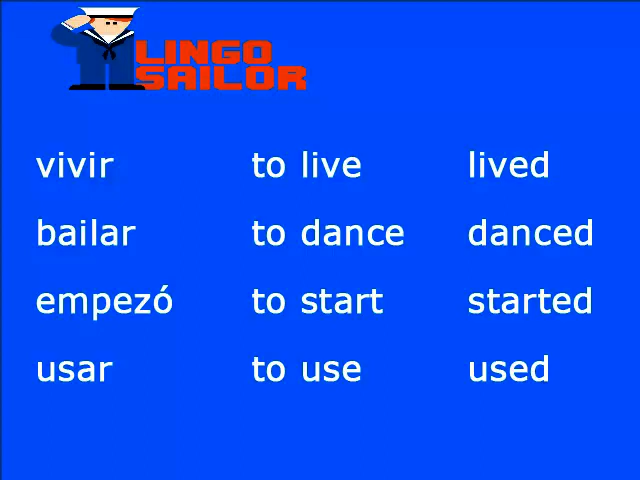 LINGO
SAILOR
vivir to live lived
bailar to dance danced
empezó to start started
usar to use used